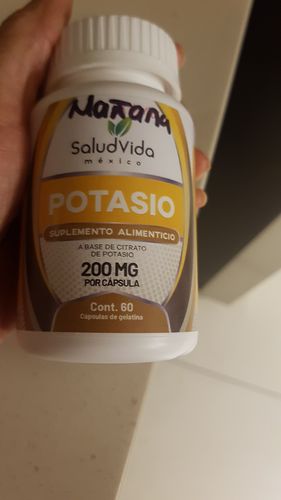 Mañana
SaludVida
méxico
POTASIO
SUPLEMENTO ALIMENTICIO
A BASE DE CITRATO
DE POTASIO
200 MG
POR CÁPSULA
Cont. 60
Capsulas de gelatina